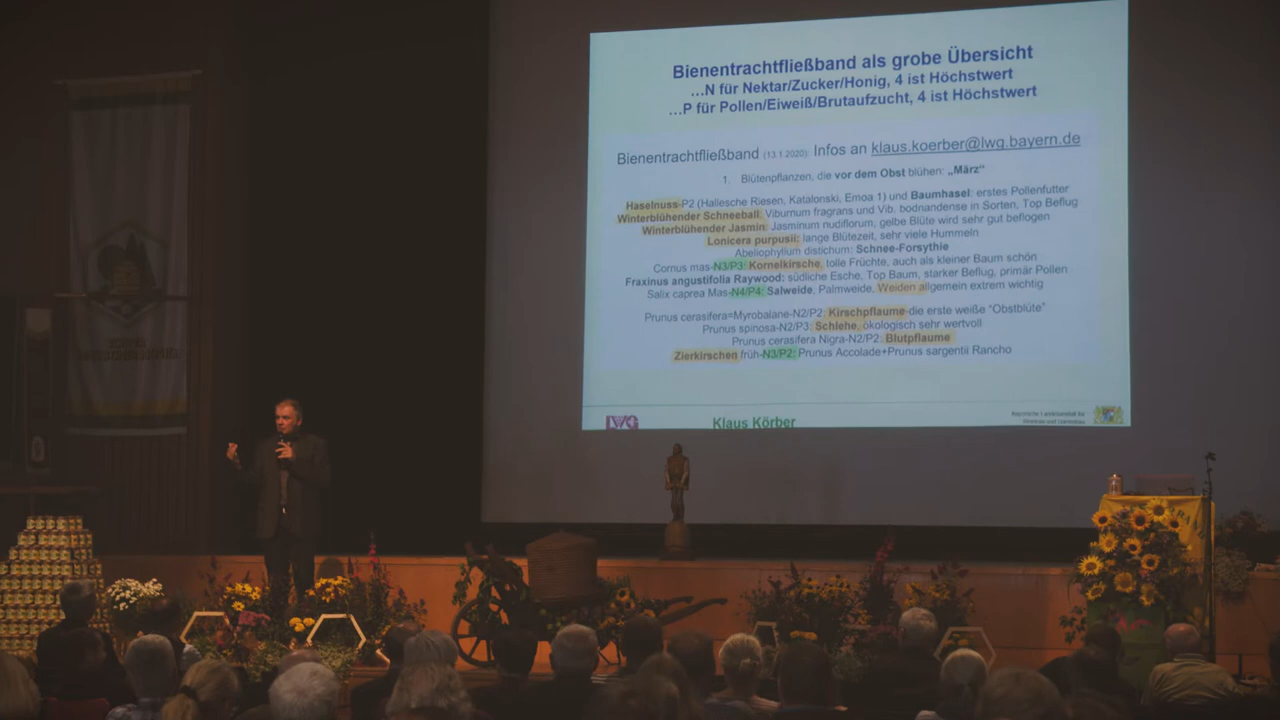 Bienentrachtfließband als grobe Übersicht
...N für Nektar/Zucker/Honig, 4 ist Höchstwert
...P für Pollen/Eiweiß/Brutaufzucht, 4 ist Höchstwert
Bienentrachtfließband (13.1.2020): Infos an klaus.koerber@lwg.bayern.de
1. Blütenpflanzen, die vor dem Obst blühen: „März“
Haselnuss-P2 (Hallesche Riesen, Katalonski, Emoa 1) und Baumhasel: erstes Pollenfutter
Winterblühender Schneeball: Viburnum fragrans und Vib. bodnandense in Sorten, Top Beflug
Winterblühender Jasmin: Jasminum nudiflorum, gelbe Blüte wird sehr gut beflogen
Lonicera purpusii: lange Blütezeit, sehr viele Hummeln
Abeliophyllum distichum: Schnee-Forsythie
Cornus mas-N3/P3: Kornelkirsche, tolle Früchte, auch als kleiner Baum schön
Fraxinus angustifolia Raywood: südliche Esche, Top Baum, starker Beflug, primär Pollen
Salix caprea Mas-N4/P4: Salweide, Palmweide, Weiden allgemein extrem wichtig
Prunus cerasifera=Myrobalane-N2/P2: Kirschpflaume-die erste weiße "Obstblüte"
Prunus spinosa-N2/P3: Schlehe, ökologisch sehr wertvoll
Prunus cerasifera Nigra-N2/P2: Blutpflaume
Zierkirschen früh-N3/P2: Prunus Accolade+Prunus sargentii Rancho
LWG
Klaus Körber